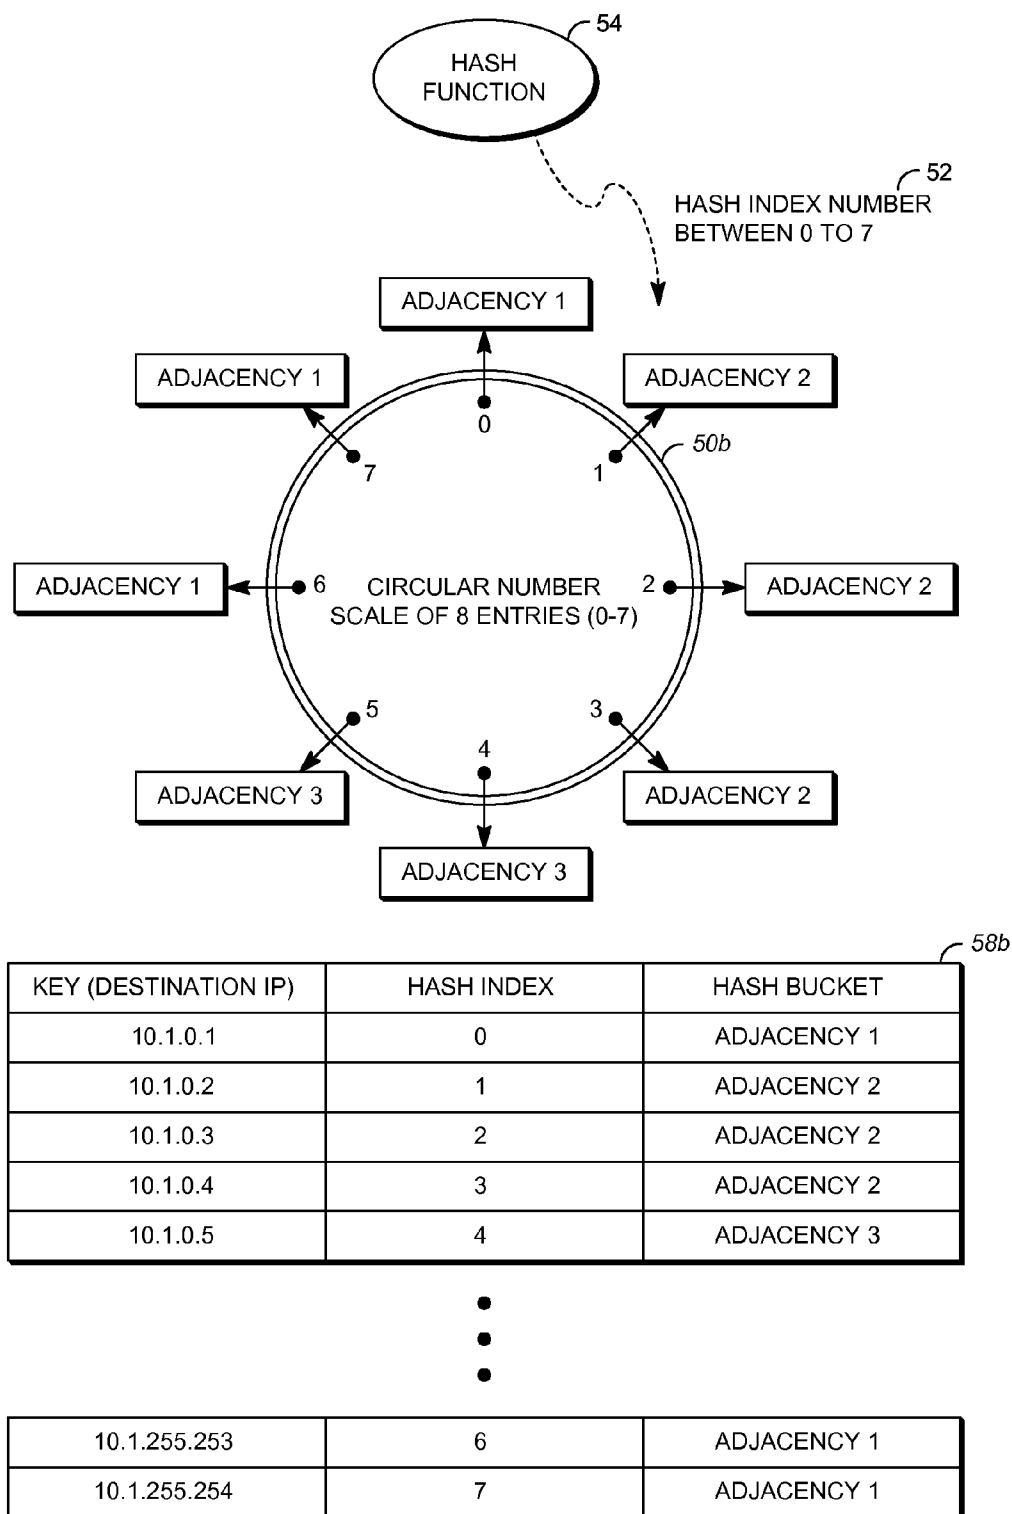 54
HASH
FUNCTION
52
HASH INDEX NUMBER
BETWEEN 0 TO 7
ADJACENCY 1
ADJACENCY 1
ADJACENCY 2
0
50b
7
1
ADJACENCY 1
6
CIRCULAR NUMBER
SCALE OF 8 ENTRIES (0-7)
2
ADJACENCY 2
5
3
4
ADJACENCY 3
ADJACENCY 2
ADJACENCY 3
58b
KEY (DESTINATION IP) HASH INDEX HASH BUCKET
10.1.0.1 0 ADJACENCY 1
10.1.0.2 1 ADJACENCY 2
10.1.0.3 2 ADJACENCY 2
10.1.0.4 3 ADJACENCY 2
10.1.0.5 4 ADJACENCY 3
10.1.255.253 6 ADJACENCY 1
10.1.255.254 7 ADJACENCY 1